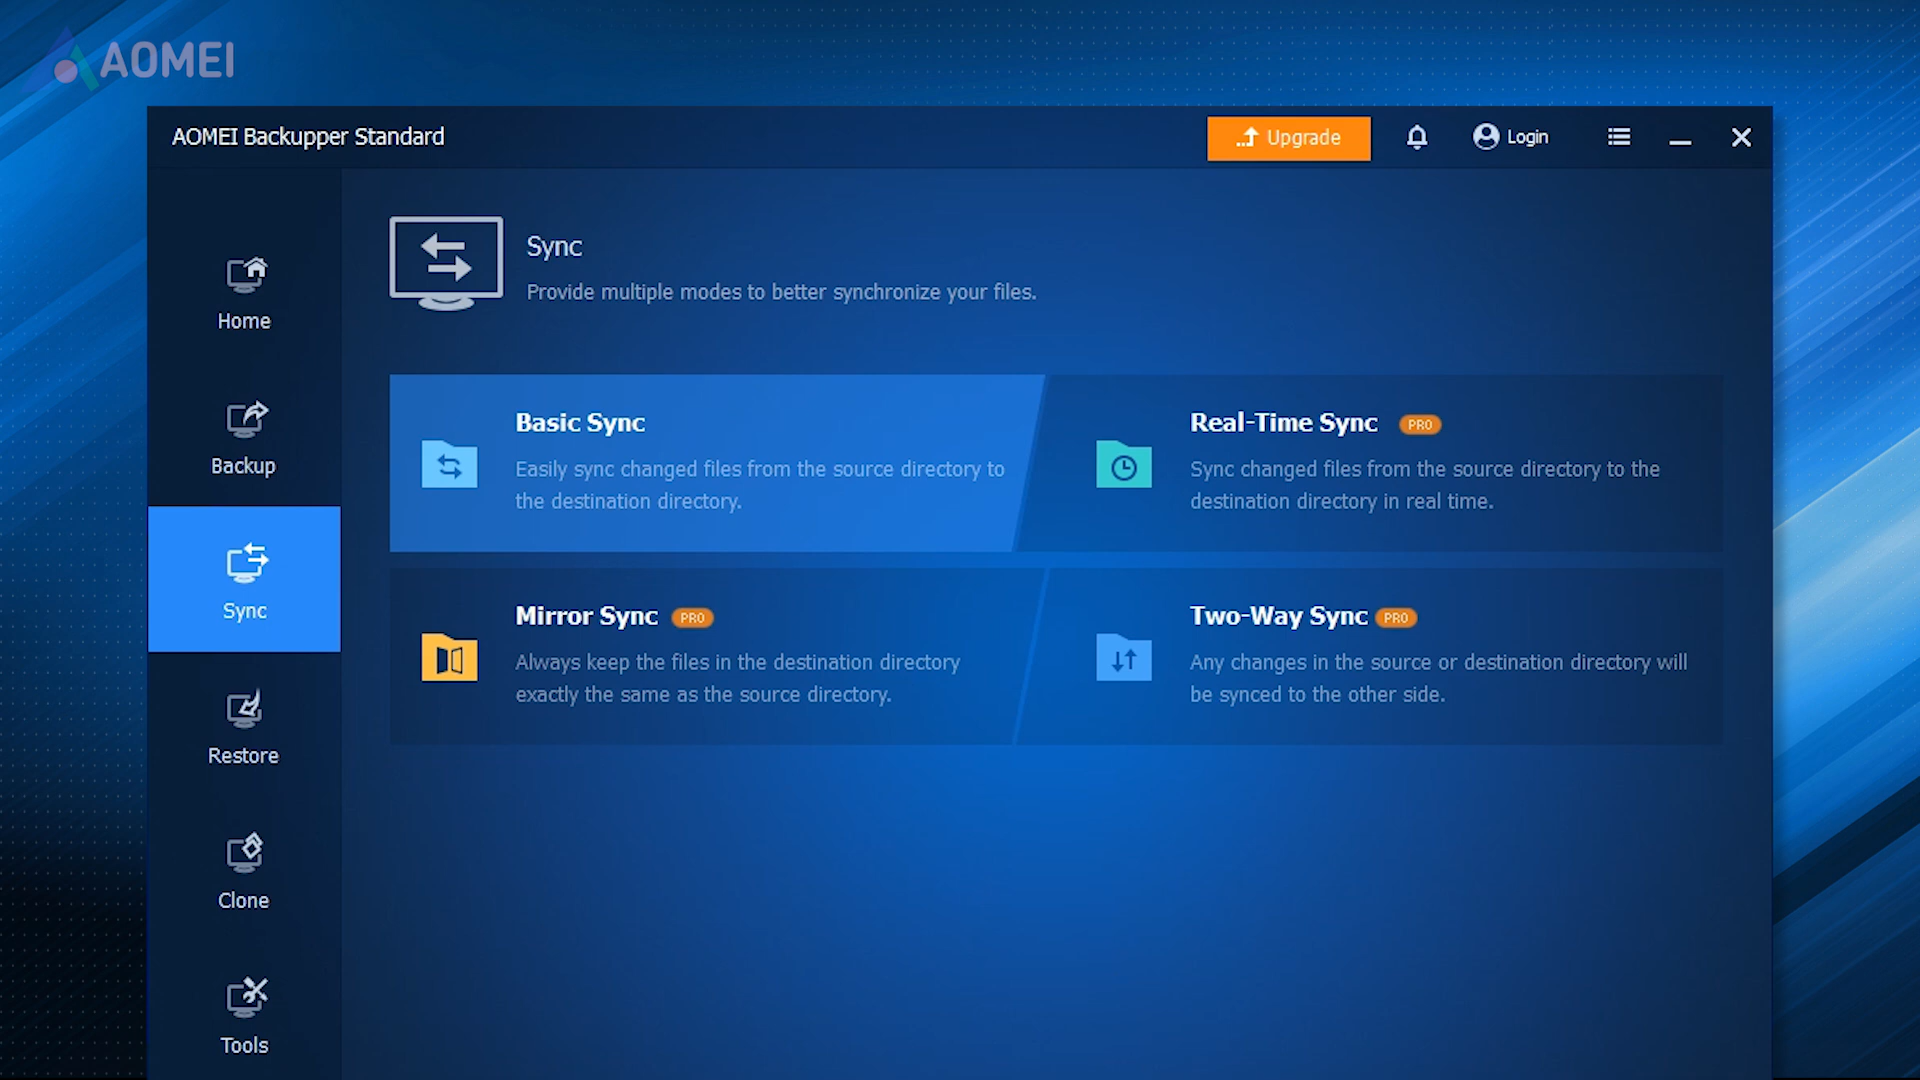 AOMEI
AOMEI Backupper Standard
Upgrade
Login
Home
Backup
Sync
Restore
Clone
Tools
Sync
Provide multiple modes to better synchronize your files.
Basic Sync
Easily sync changed files from the source directory to
the destination directory.
Real-Time Sync PRO
Sync changed files from the source directory to the
destination directory in real time.
Mirror Sync PRO
Always keep the files in the destination directory
exactly the same as the source directory.
Two-Way Sync PRO
Any changes in the source or destination directory will
be synced to the other side.